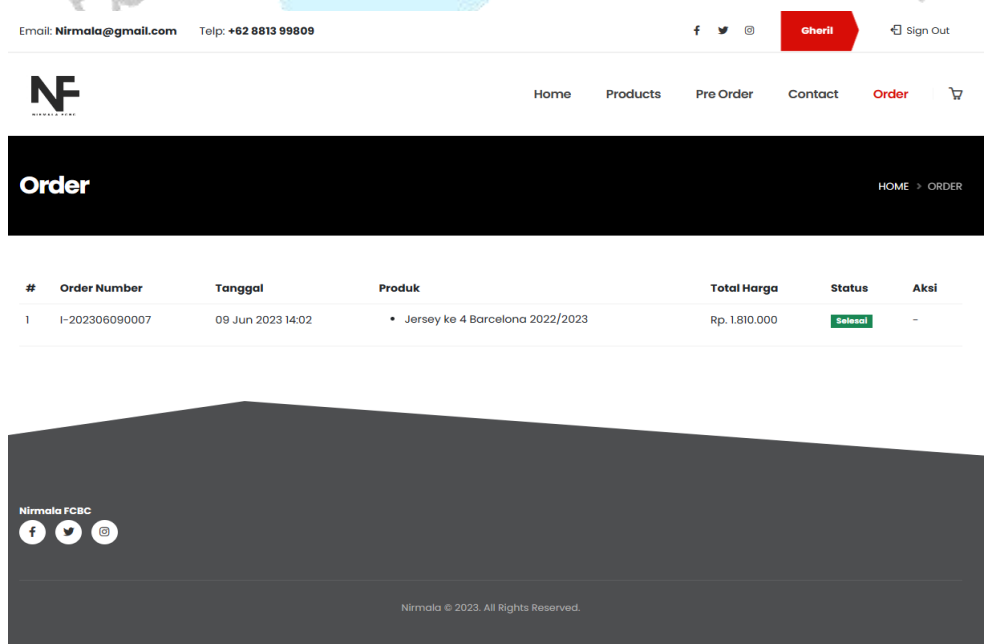 Email: Nirmala@gmail.com Telp: +62 8813 99809 Gheril Sign Out
NF
NIRMALA FCBC
Home Products Pre Order Contact Order
Order
HOME > ORDER
# Order Number Tanggal Produk Total Harga Status Aksi
1 I-202306090007 09 Jun 2023 14:02 • Jersey ke 4 Barcelona 2022/2023 Rp. 1.810.000 Selesai -
Nirmala FCBC
Nirmala © 2023. All Rights Reserved.